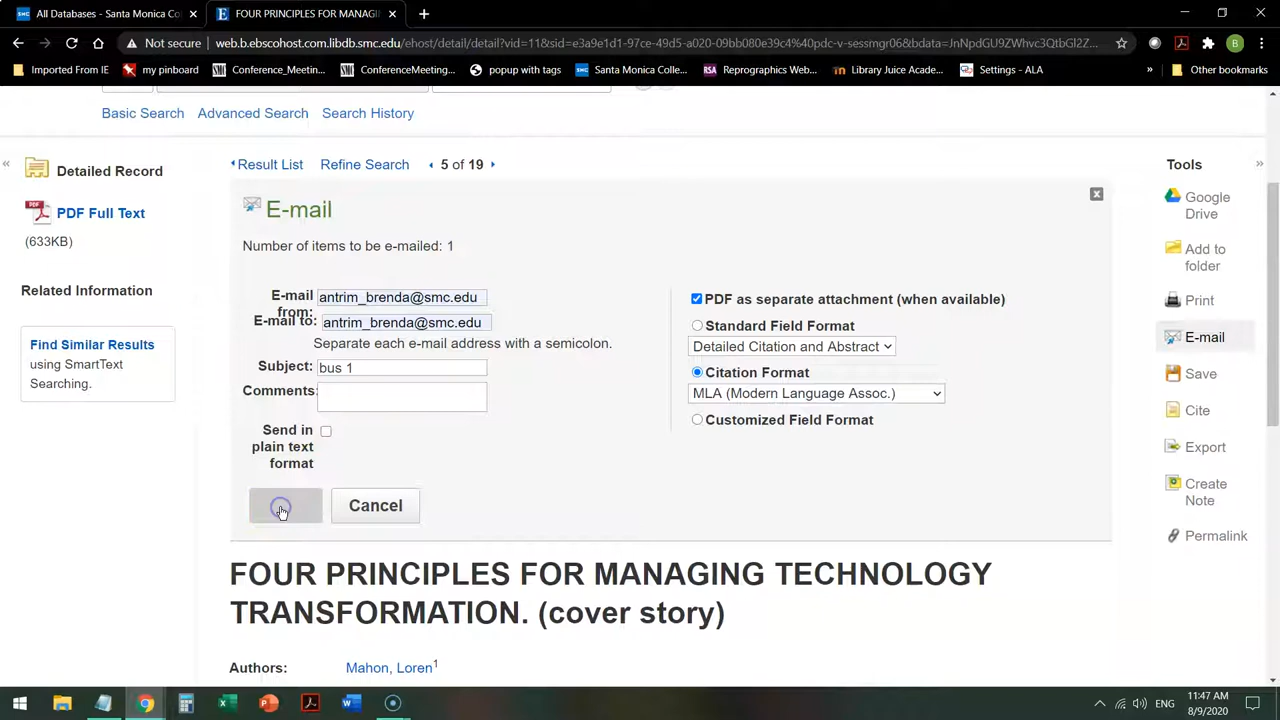 All Databases - Santa Monica Co
FOUR PRINCIPLES FOR MANAGI
Not secure
web.b.ebscohost.com.libdb.smc.edu/ehost/detail/detail?vid=11&sid=e3a9e1d1-97ce-49d5-a020-09bb080e39c4%40pdc-v-sessmgr06&bdata=JnNpdGU9ZWhvc3QtbGl2Z...
B
Imported From IE
my pinboard
Conference_Meetin...
ConferenceMeeting...
popup with tags
Santa Monica Colle...
Reprographics Web...
Library Juice Acade...
Settings - ALA
»
Other bookmarks
Basic Search
Advanced Search
Search History
Detailed Record
PDF Full Text
(633KB)
Related Information
Find Similar Results
using SmartText
Searching.
Result List
Refine Search
5 of 19
E-mail
Number of items to be e-mailed: 1
E-mail from: antrim_brenda@smc.edu
E-mail to: antrim_brenda@smc.edu
Separate each e-mail address with a semicolon.
Subject: bus 1
Comments:
Send in
plain text
format
Cancel
PDF as separate attachment (when available)
Standard Field Format
Detailed Citation and Abstract
Citation Format
MLA (Modern Language Assoc.)
Customized Field Format
FOUR PRINCIPLES FOR MANAGING TECHNOLOGY
TRANSFORMATION. (cover story)
Authors: Mahon, Loren1
Tools
Google
Drive
Add to
folder
Print
E-mail
Save
Cite
Export
Create
Note
Permalink
ENG
11:47 AM
8/9/2020